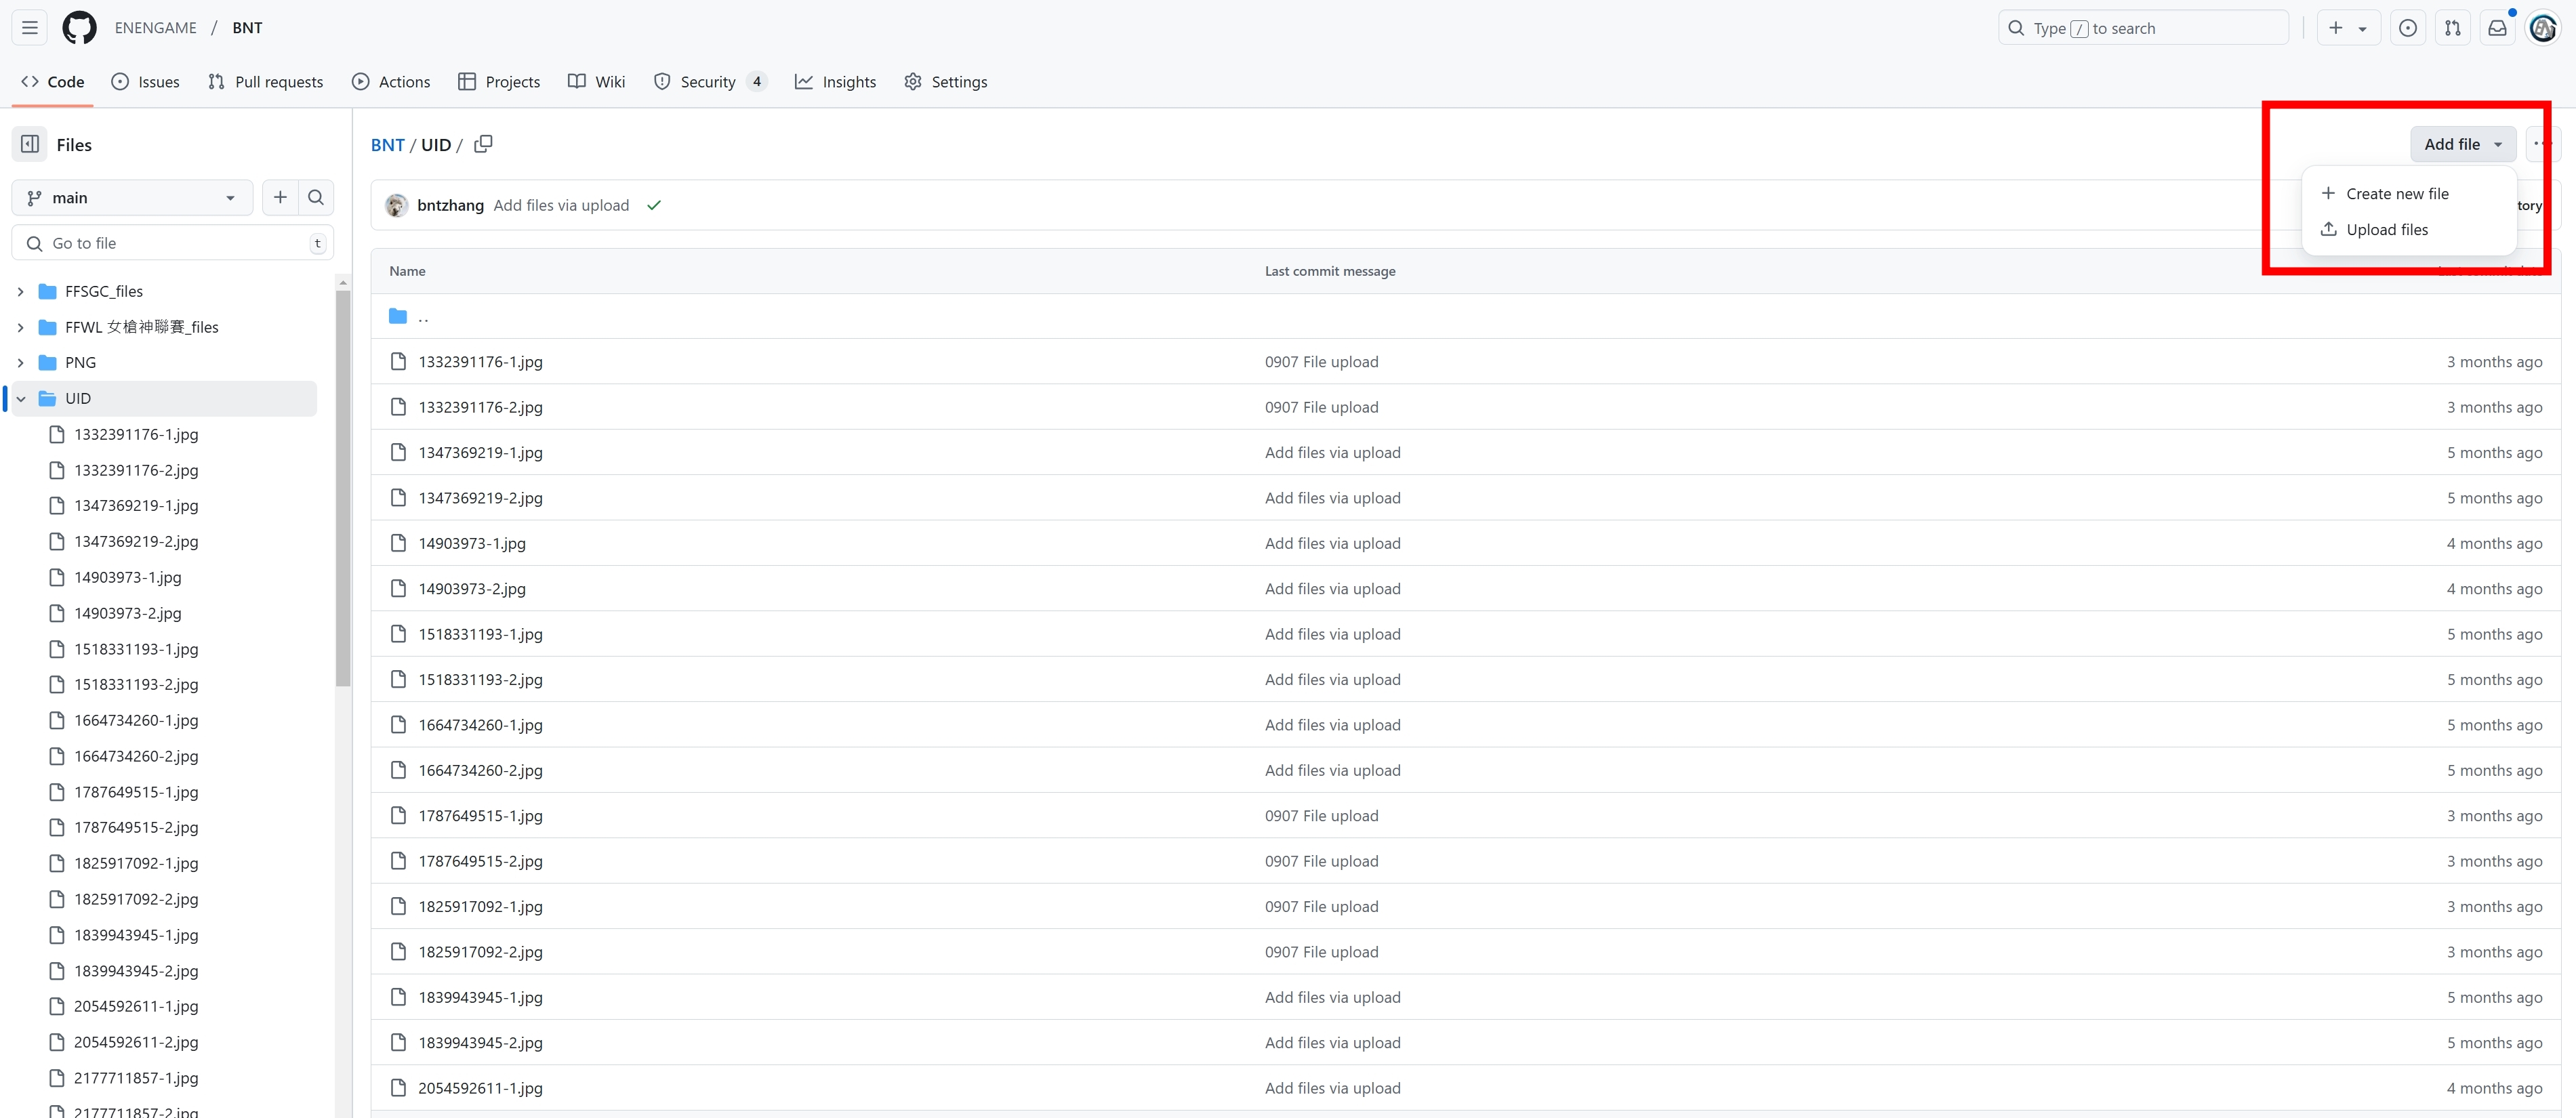 ENENGAME / BNT
Type / to search
Code Issues Pull requests Actions Projects Wiki Security 4 Insights Settings
Files
main
Go to file t
FFSGC_files
FFWL 女槍神聯賽_files
PNG
UID
1332391176-1.jpg
1332391176-2.jpg
1347369219-1.jpg
1347369219-2.jpg
14903973-1.jpg
14903973-2.jpg
1518331193-1.jpg
1518331193-2.jpg
1664734260-1.jpg
1664734260-2.jpg
1787649515-1.jpg
1787649515-2.jpg
1825917092-1.jpg
1825917092-2.jpg
1839943945-1.jpg
1839943945-2.jpg
2054592611-1.jpg
2054592611-2.jpg
2177711857-1.jpg
2177711857-2.jpg
BNT / UID /
Add file
Create new file
Upload files
bntzhang Add files via upload
tory
Name Last commit message
..
1332391176-1.jpg 0907 File upload 3 months ago
1332391176-2.jpg 0907 File upload 3 months ago
1347369219-1.jpg Add files via upload 5 months ago
1347369219-2.jpg Add files via upload 5 months ago
14903973-1.jpg Add files via upload 4 months ago
14903973-2.jpg Add files via upload 4 months ago
1518331193-1.jpg Add files via upload 5 months ago
1518331193-2.jpg Add files via upload 5 months ago
1664734260-1.jpg Add files via upload 5 months ago
1664734260-2.jpg Add files via upload 5 months ago
1787649515-1.jpg 0907 File upload 3 months ago
1787649515-2.jpg 0907 File upload 3 months ago
1825917092-1.jpg 0907 File upload 3 months ago
1825917092-2.jpg 0907 File upload 3 months ago
1839943945-1.jpg Add files via upload 5 months ago
1839943945-2.jpg Add files via upload 5 months ago
2054592611-1.jpg Add files via upload 4 months ago